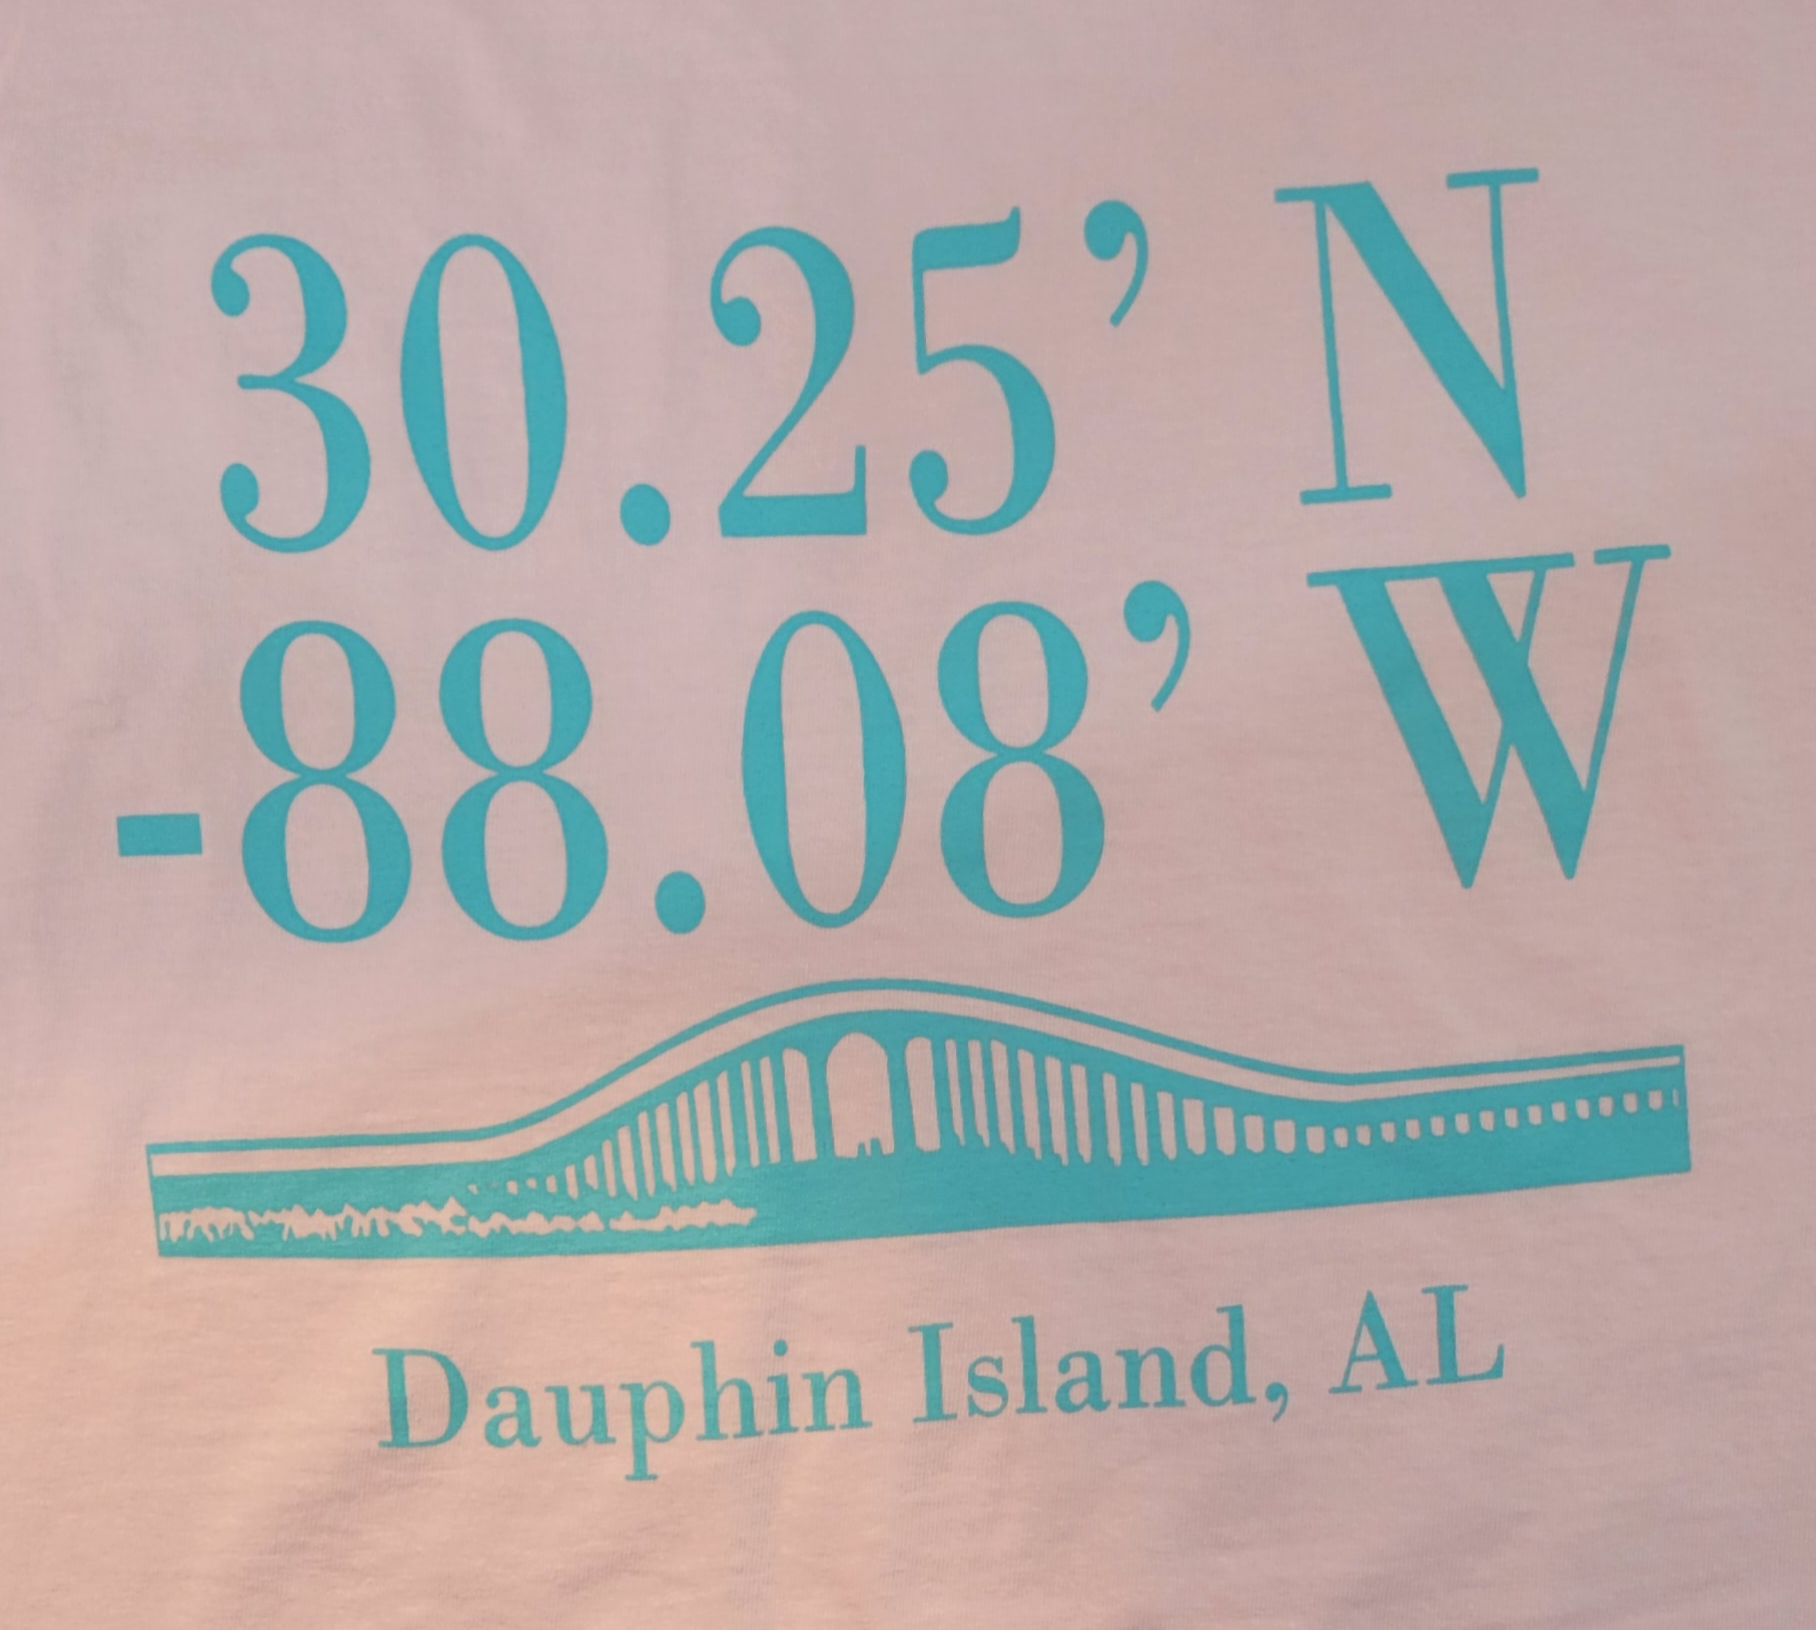 30.25’ N
-88.08’ W
Dauphin Island, AL